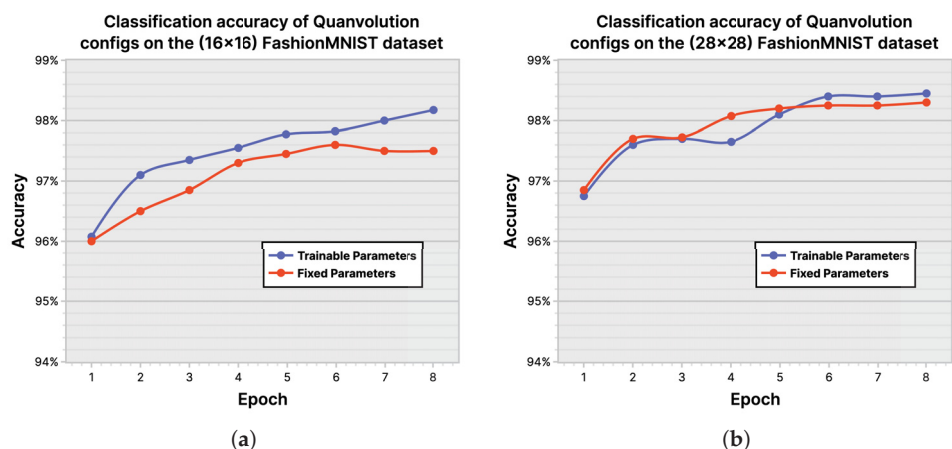 Classification accuracy of Quanvolution
configs on the (16×16) FashionMNIST dataset
99%
98%
97%
96%
95%
94%
Accuracy
Trainable Parameters
Fixed Parameters
1 2 3 4 5 6 7 8
Epoch
(a)
Classification accuracy of Quanvolution
configs on the (28×28) FashionMNIST dataset
99%
98%
97%
96%
95%
94%
Accuracy
Trainable Parameters
Fixed Parameters
1 2 3 4 5 6 7 8
Epoch
(b)